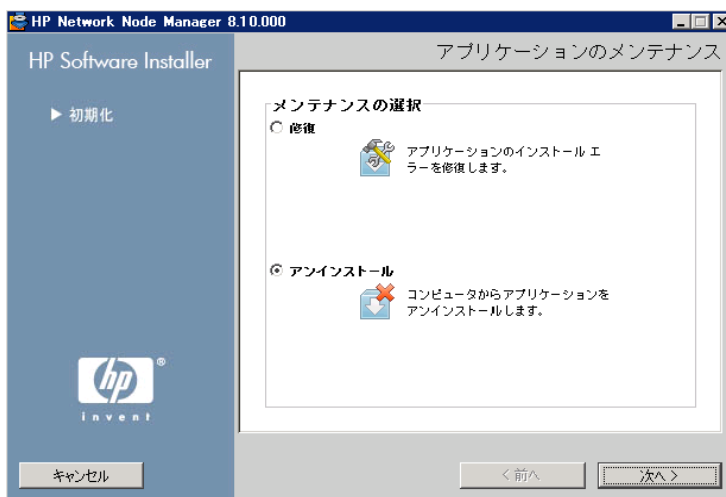 HP Network Node Manager 8.10.000
HP Software Installer
アプリケーションのメンテナンス
初期化
メンテナンスの選択
修復
アプリケーションのインストール エ
ラーを修復します。
アンインストール
コンピュータからアプリケーションを
アンインストールします。
hp
®
invent
キャンセル
< 前へ
次へ >